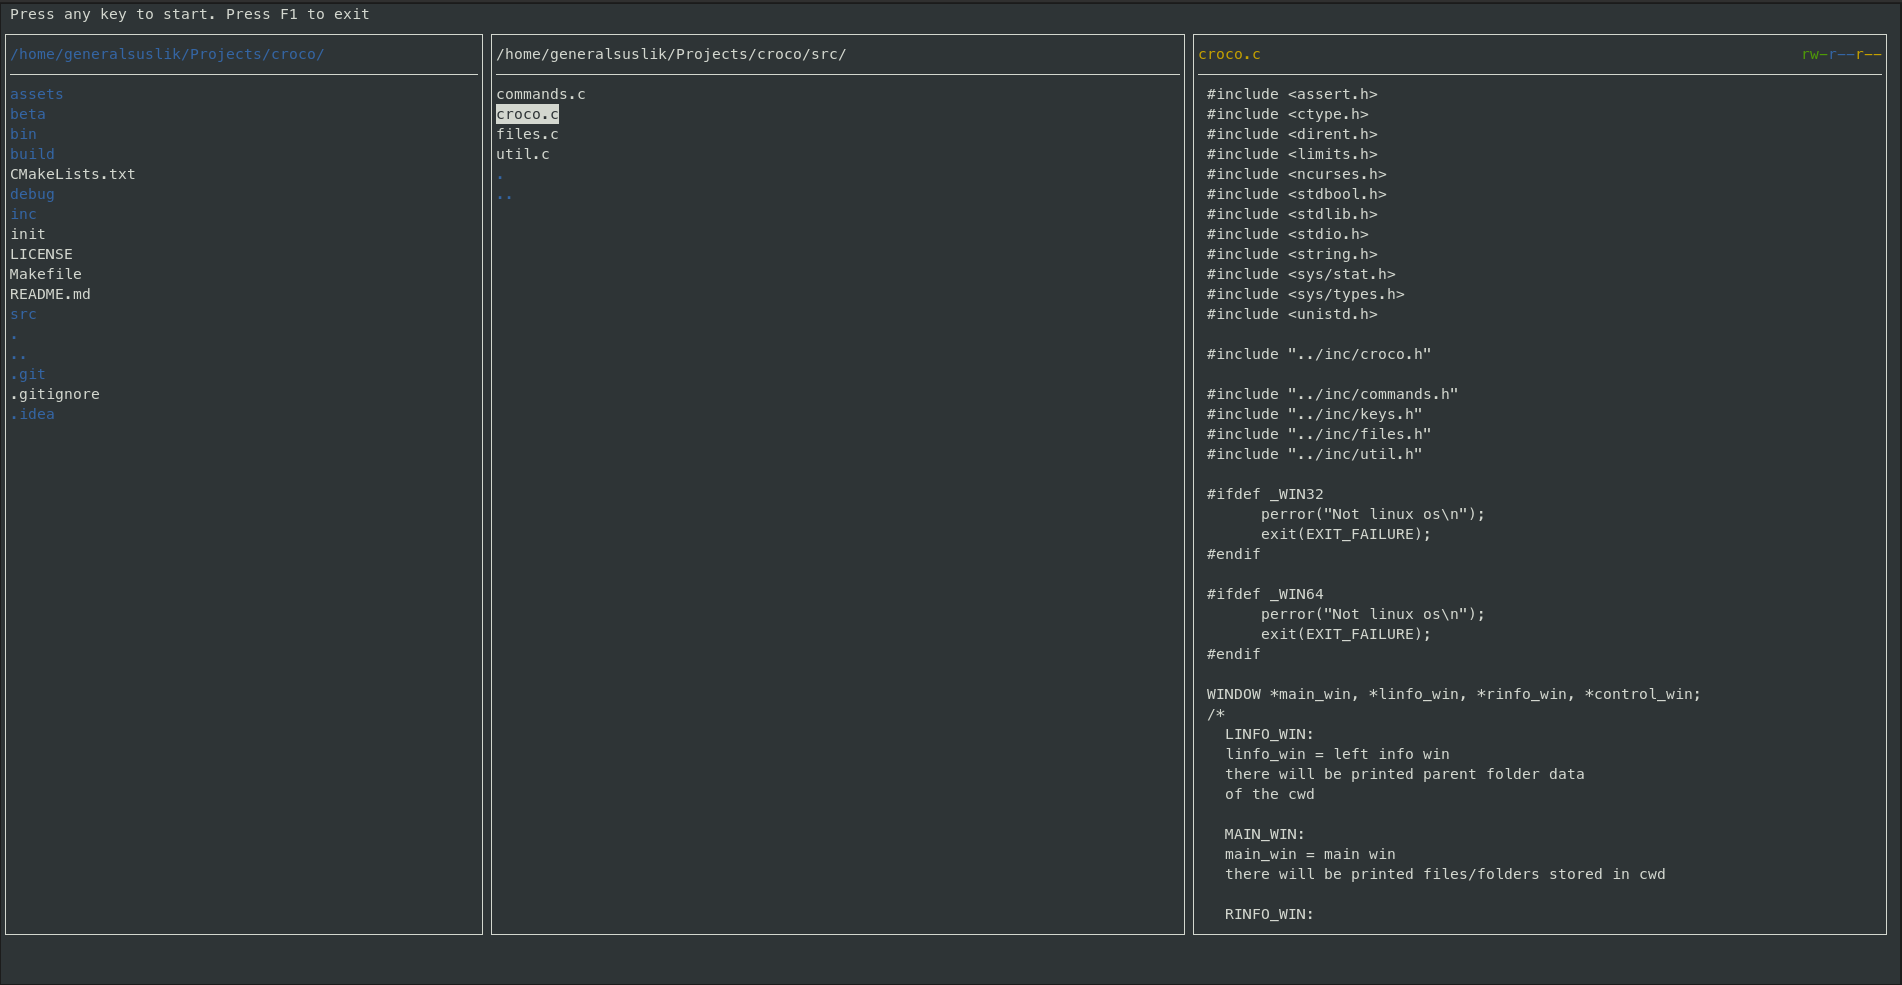 Press any key to start. Press F1 to exit
/home/generalsuslik/Projects/croco/
assets
beta
bin
build
CMakeLists.txt
debug
inc
init
LICENSE
Makefile
README.md
src
.
..
.git
.gitignore
.idea
/home/generalsuslik/Projects/croco/src/
commands.c
croco.c
files.c
util.c
.
..
croco.c rw-r--r--
#include <assert.h>
#include <ctype.h>
#include <dirent.h>
#include <limits.h>
#include <ncurses.h>
#include <stdbool.h>
#include <stdlib.h>
#include <stdio.h>
#include <string.h>
#include <sys/stat.h>
#include <sys/types.h>
#include <unistd.h>
#include "../inc/croco.h"
#include "../inc/commands.h"
#include "../inc/keys.h"
#include "../inc/files.h"
#include "../inc/util.h"
#ifdef _WIN32
perror("Not linux os\n");
exit(EXIT_FAILURE);
#endif
#ifdef _WIN64
perror("Not linux os\n");
exit(EXIT_FAILURE);
#endif
WINDOW *main_win, *linfo_win, *rinfo_win, *control_win;
/*
LINFO_WIN:
linfo_win = left info win
there will be printed parent folder data
of the cwd
MAIN_WIN:
main_win = main win
there will be printed files/folders stored in cwd
RINFO_WIN: